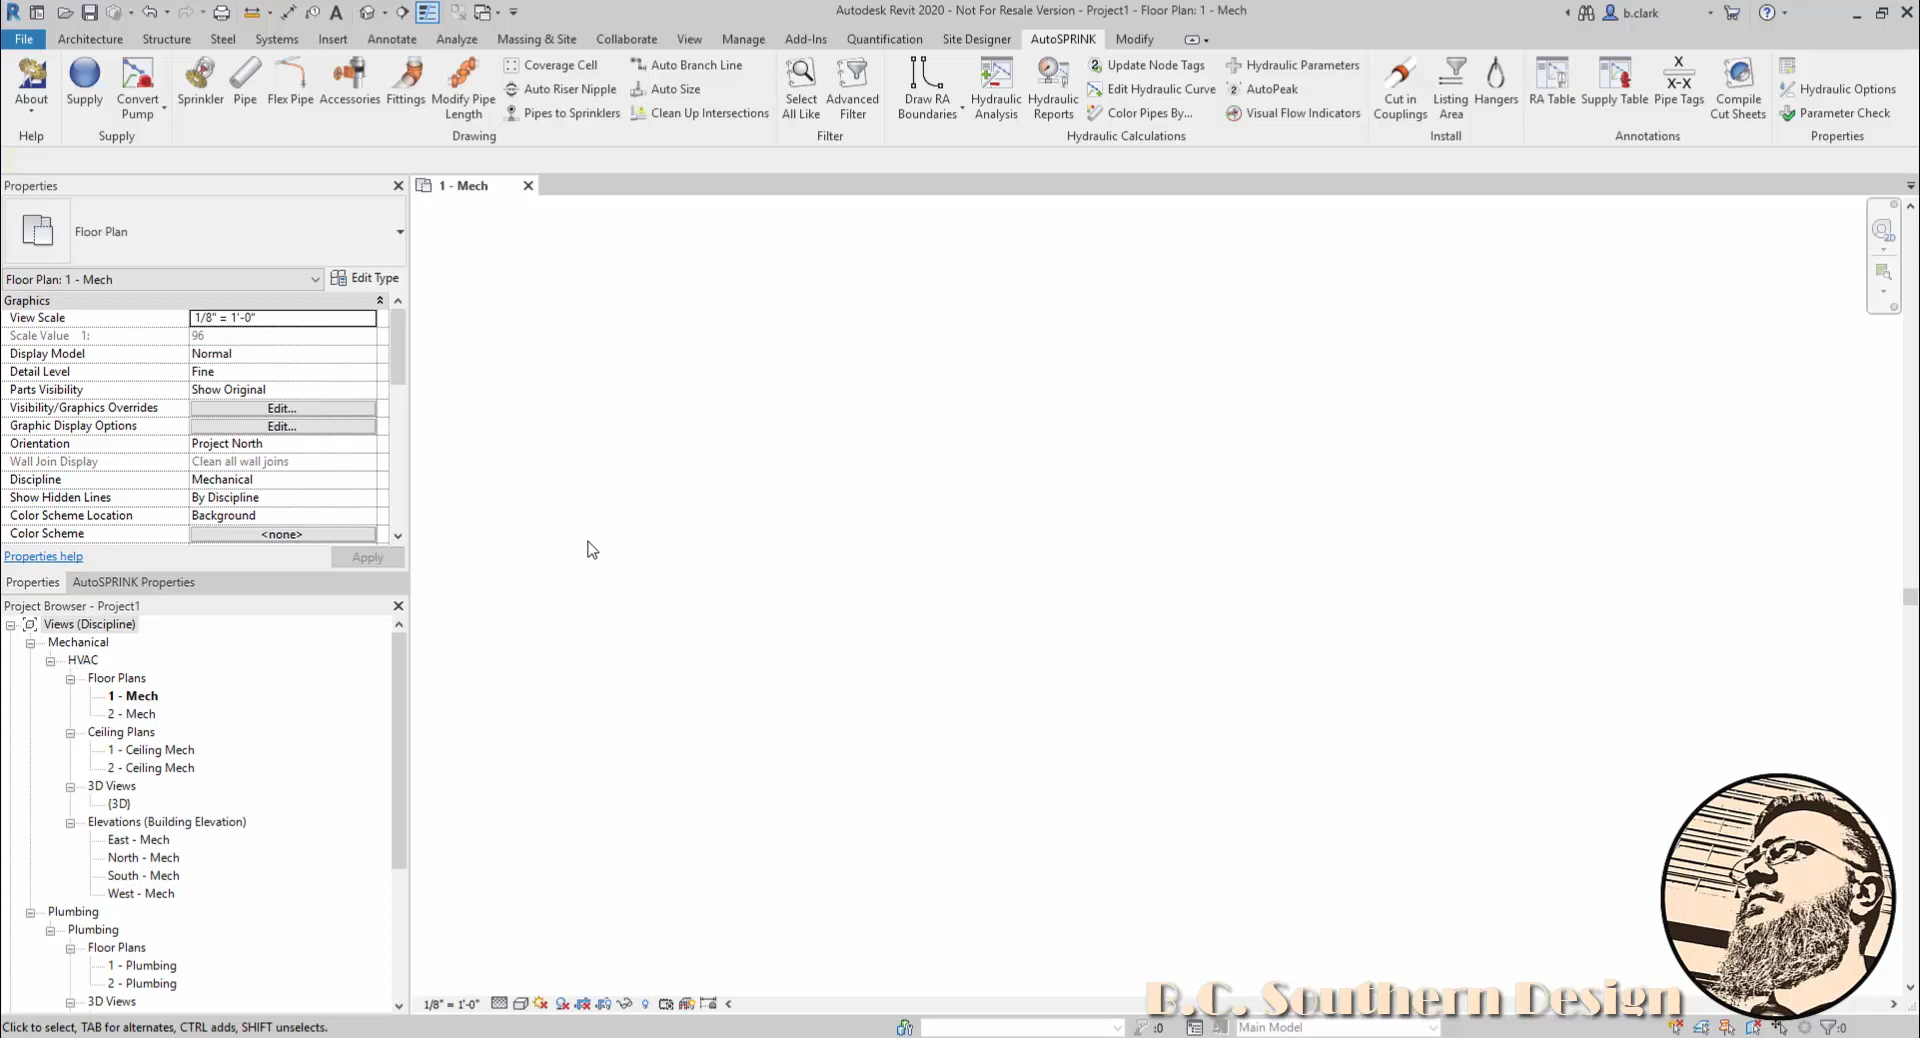 Autodesk Revit 2020 - Not For Resale Version - Project1 - Floor Plan: 1 - Mech
b.clark
File Architecture Structure Steel Systems Insert Annotate Analyze Massing & Site Collaborate View Manage Add-Ins Quantification Site Designer AutoSPRINK Modify
About
Supply
Convert Pump
Sprinkler
Pipe
Flex Pipe
Accessories
Fittings
Modify Pipe Length
Coverage Cell
Auto Riser Nipple
Pipes to Sprinklers
Auto Branch Line
Auto Size
Clean Up Intersections
Select All Like
Advanced Filter
Draw RA Boundaries
Hydraulic Analysis
Hydraulic Reports
Update Node Tags
Edit Hydraulic Curve
Color Pipes By...
Hydraulic Parameters
AutoPeak
Visual Flow Indicators
Cut in Couplings
Listing Area
Hangers
RA Table
Supply Table
X
X-X
Pipe Tags
Compile Cut Sheets
Hydraulic Options
Parameter Check
Help Supply Drawing Filter Hydraulic Calculations Install Annotations Properties
Properties
1 - Mech
Floor Plan
2D
Floor Plan: 1 - Mech
Edit Type
Graphics
View Scale 1/8" = 1'-0"
Scale Value 1: 96
Display Model Normal
Detail Level Fine
Parts Visibility Show Original
Visibility/Graphics Overrides Edit...
Graphic Display Options Edit...
Orientation Project North
Wall Join Display Clean all wall joins
Discipline Mechanical
Show Hidden Lines By Discipline
Color Scheme Location Background
Color Scheme <none>
Properties help
Apply
Properties AutoSPRINK Properties
Project Browser - Project1
Views (Discipline)
Mechanical
HVAC
Floor Plans
1 - Mech
2 - Mech
Ceiling Plans
1 - Ceiling Mech
2 - Ceiling Mech
3D Views
{3D}
Elevations (Building Elevation)
East - Mech
North - Mech
South - Mech
West - Mech
Plumbing
Plumbing
Floor Plans
1 - Plumbing
2 - Plumbing
3D Views
1/8" = 1'-0"
B.C. Southern Design
Click to select, TAB for alternates, CTRL adds, SHIFT unselects.
:0
Main Model
:0